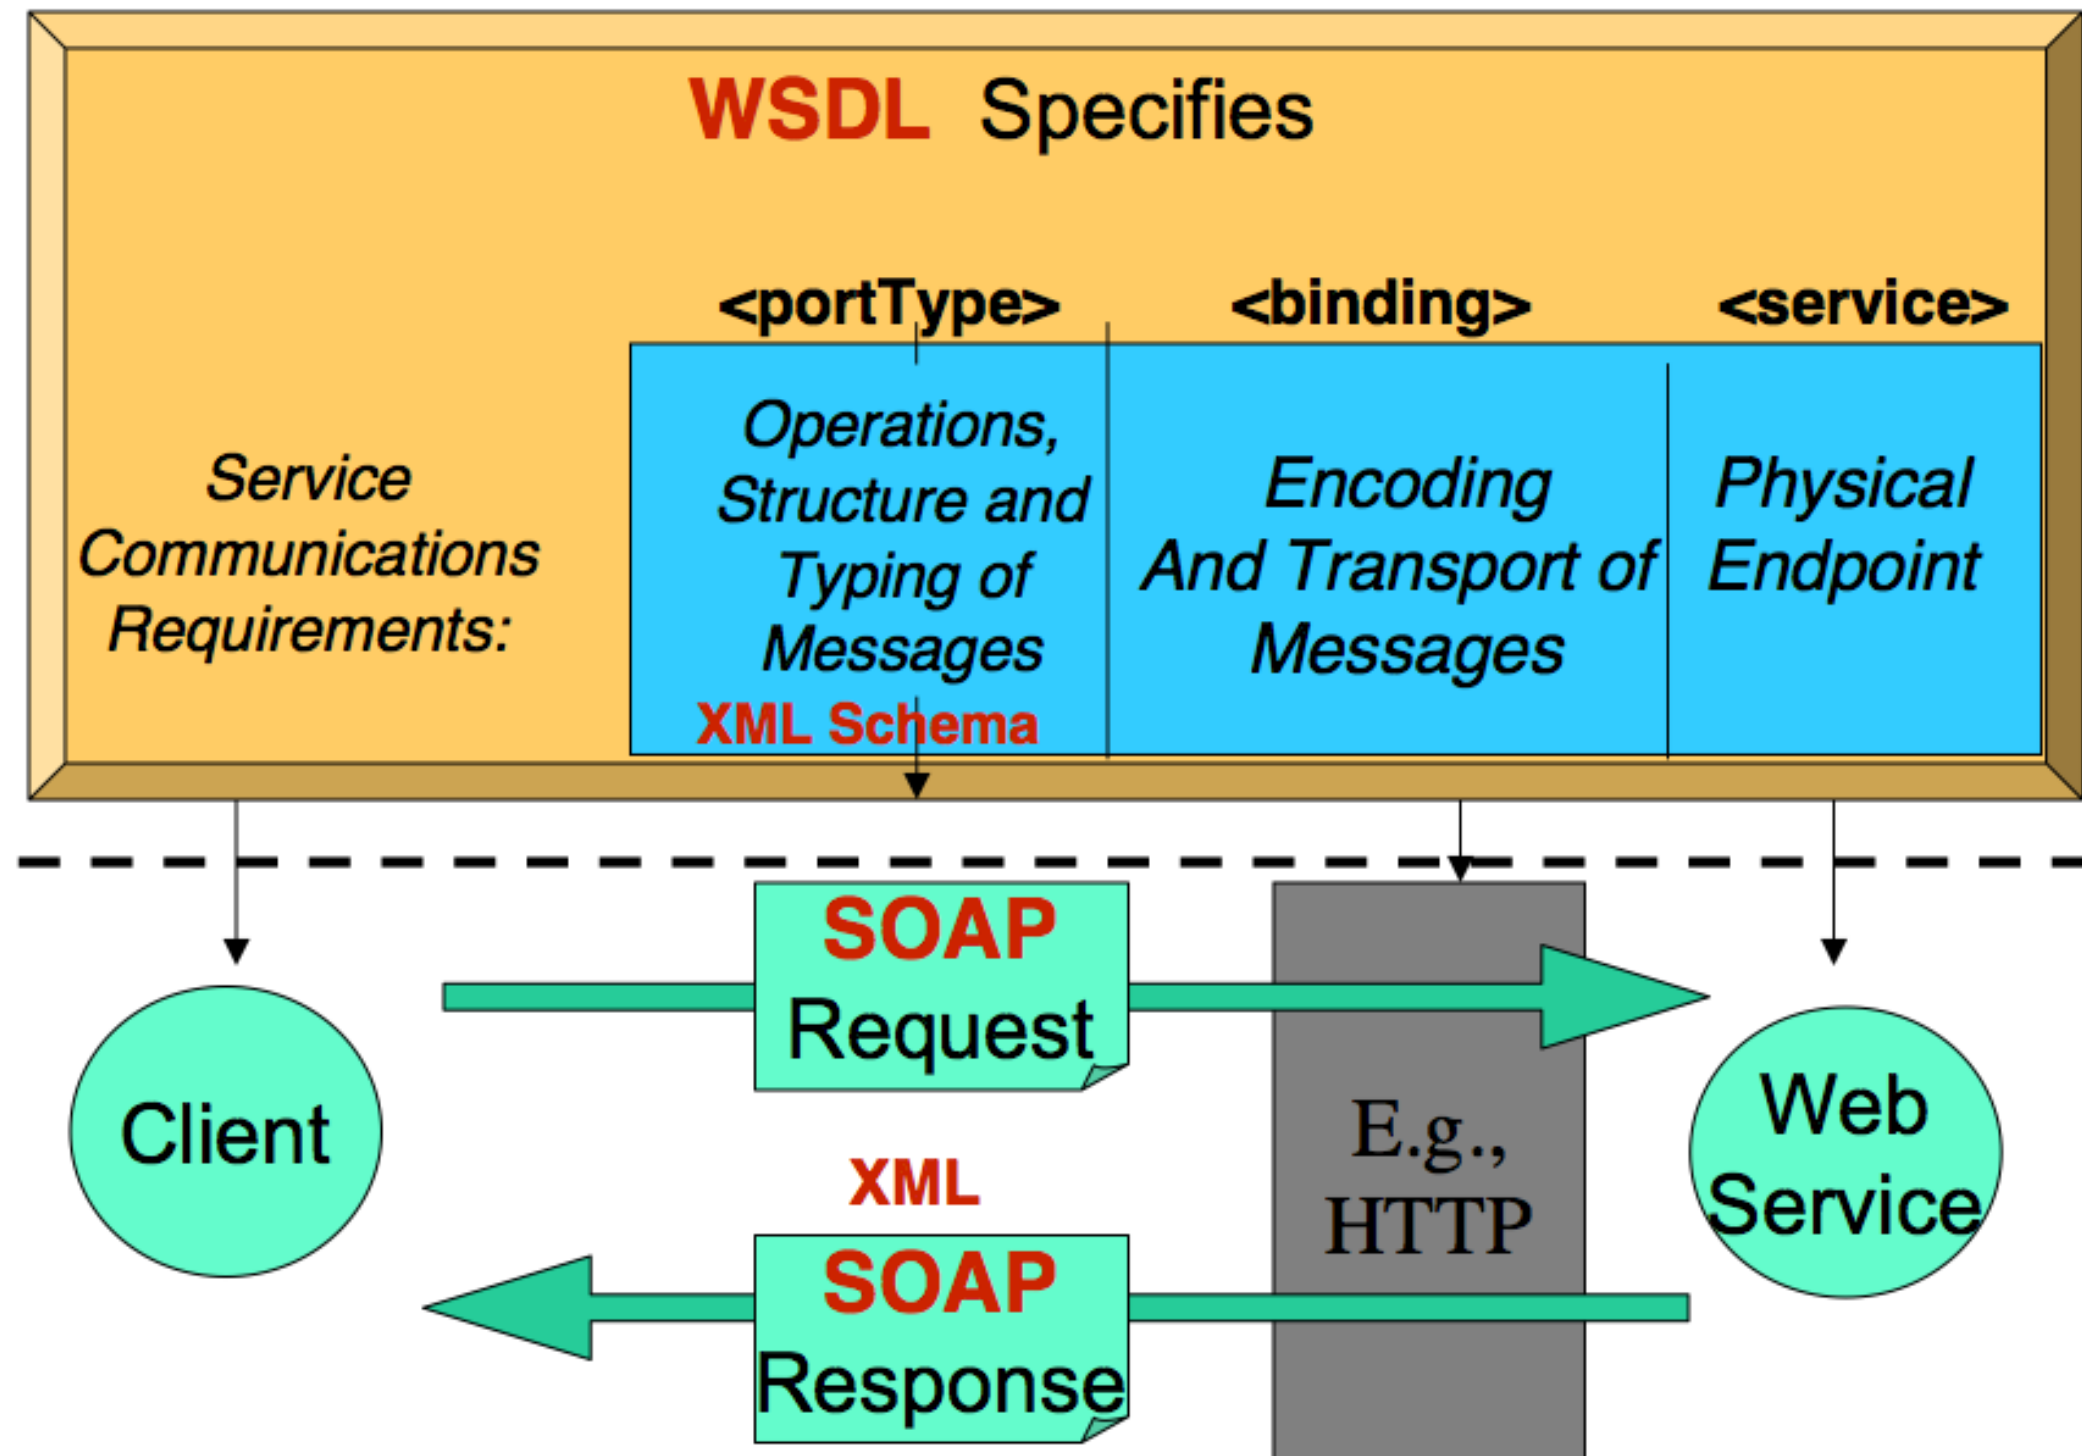 WSDL Specifies
<portType> <binding> <service>
Service
Communications
Requirements:
Operations,
Structure and
Typing of
Messages
XML Schema
Encoding
And Transport of
Messages
Physical
Endpoint
SOAP
Request
Client
XML
E.g.,
HTTP
Web
Service
SOAP
Response